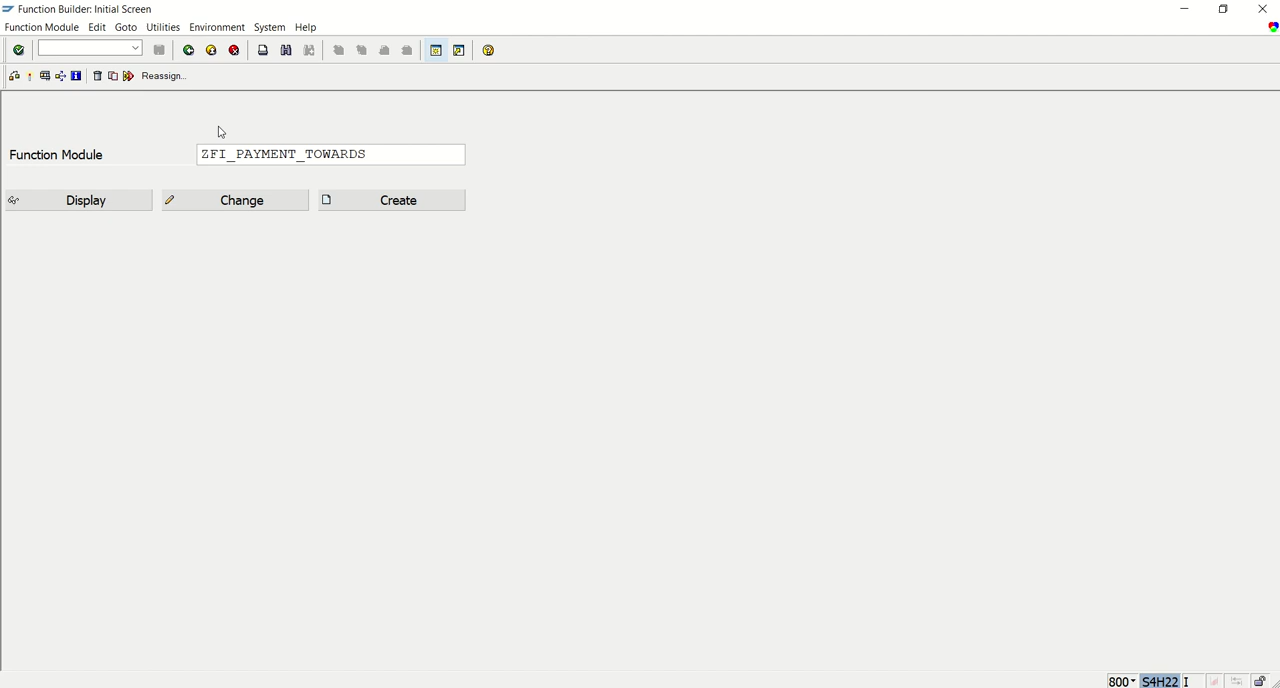 Function Builder: Initial Screen
Function Module Edit Goto Utilities Environment System Help
Reassign...
Function Module ZFI_PAYMENT_TOWARDS
Display Change Create
800 S4H22